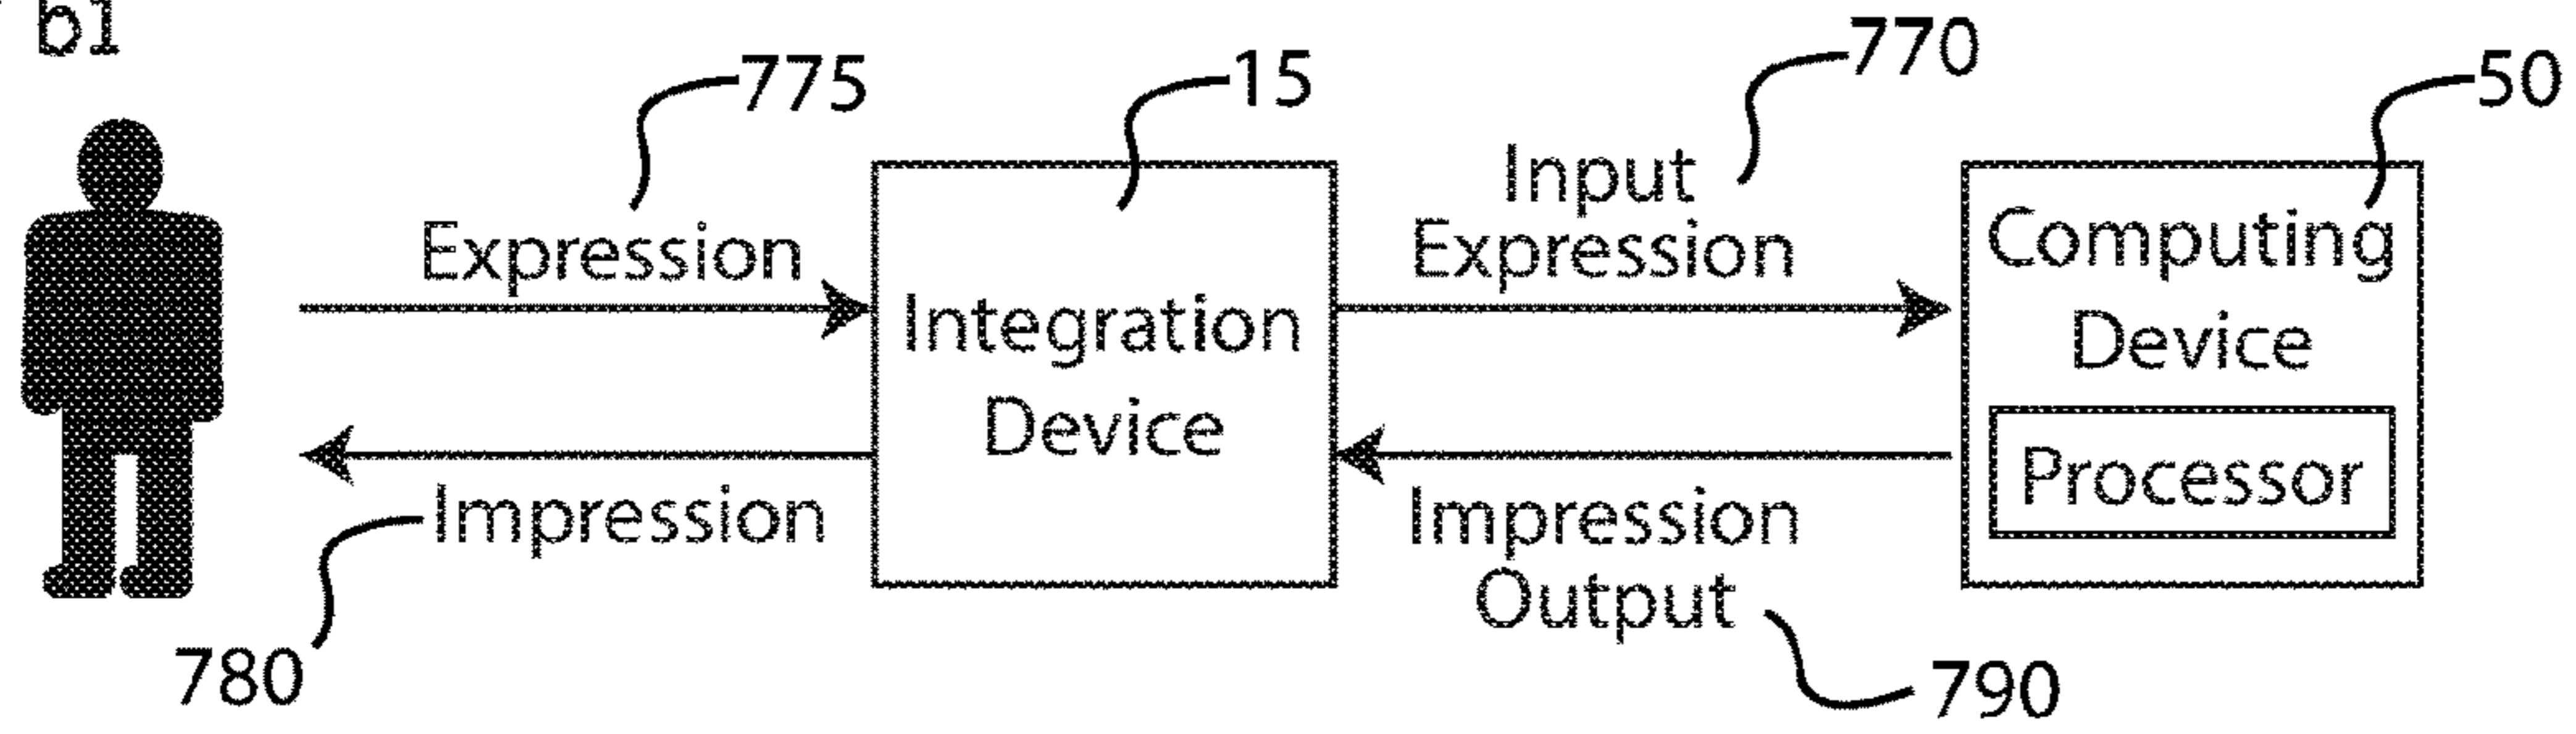 b1
775
15
770
50
Expression
Input
Expression
Integration
Device
Computing
Device
Processor
Impression
Impression
Output
780
790